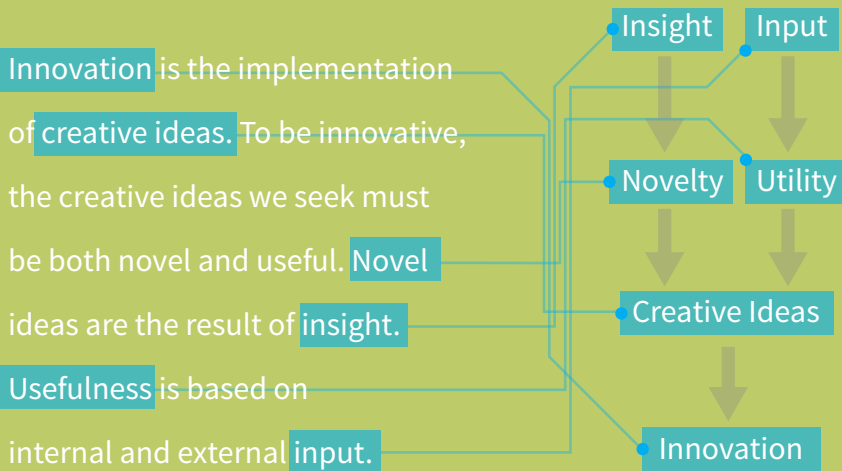 Innovation is the implementation
of creative ideas. To be innovative,
the creative ideas we seek must
be both novel and useful. Novel
ideas are the result of insight.
Usefulness is based on
internal and external input.
Insight Input
Novelty Utility
Creative Ideas
Innovation